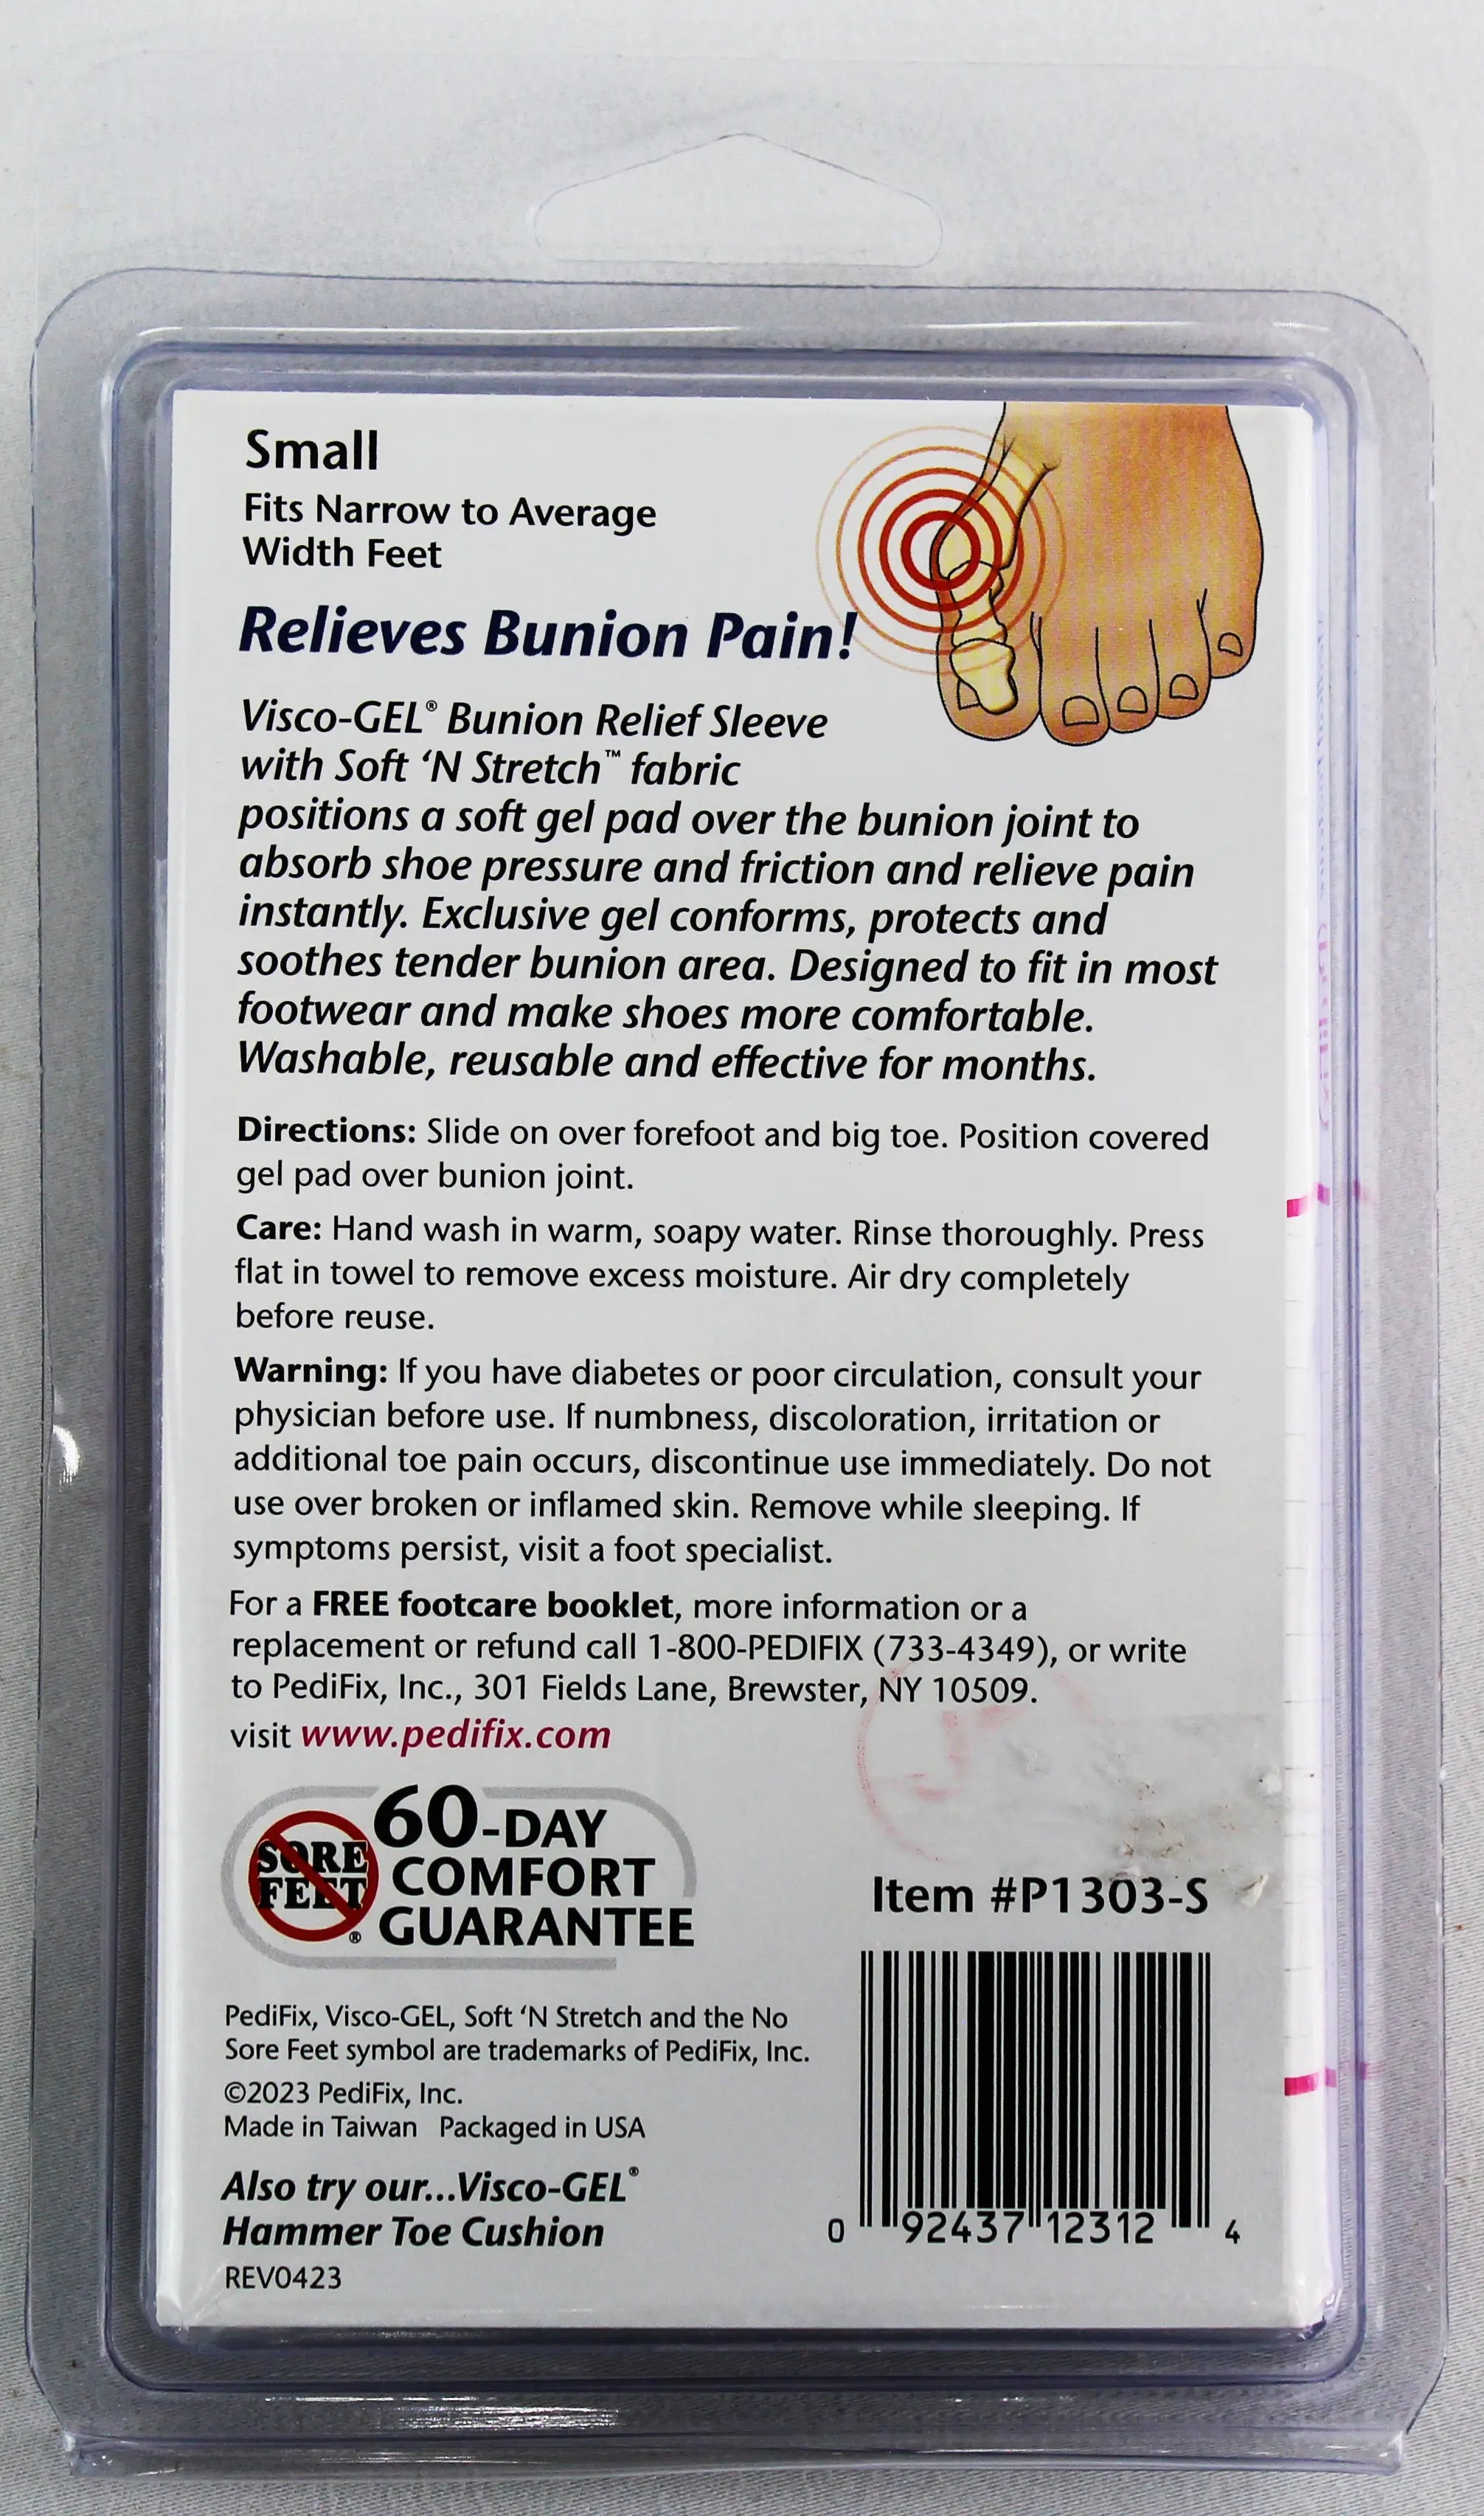 Small
Fits Narrow to Average
Width Feet
Relieves Bunion Pain!
Visco-GEL® Bunion Relief Sleeve
with Soft ‘N Stretch™ fabric
positions a soft gel pad over the bunion joint to
absorb shoe pressure and friction and relieve pain
instantly. Exclusive gel conforms, protects and
soothes tender bunion area. Designed to fit in most
footwear and make shoes more comfortable.
Washable, reusable and effective for months.
Directions: Slide on over forefoot and big toe. Position covered
gel pad over bunion joint.
Care: Hand wash in warm, soapy water. Rinse thoroughly. Press
flat in towel to remove excess moisture. Air dry completely
before reuse.
Warning: If you have diabetes or poor circulation, consult your
physician before use. If numbness, discoloration, irritation or
additional toe pain occurs, discontinue use immediately. Do not
use over broken or inflamed skin. Remove while sleeping. If
symptoms persist, visit a foot specialist.
For a FREE footcare booklet, more information or a
replacement or refund call 1-800-PEDIFIX (733-4349), or write
to PediFix, Inc., 301 Fields Lane, Brewster, NY 10509.
visit www.pedifix.com
SORE
FEET®
60-DAY
COMFORT
GUARANTEE
Item #P1303-S
PediFix, Visco-GEL, Soft ‘N Stretch and the No
Sore Feet symbol are trademarks of PediFix, Inc.
©2023 PediFix, Inc.
Made in Taiwan Packaged in USA
Also try our...Visco-GEL®
Hammer Toe Cushion
REV0423
0 92437 12312 4